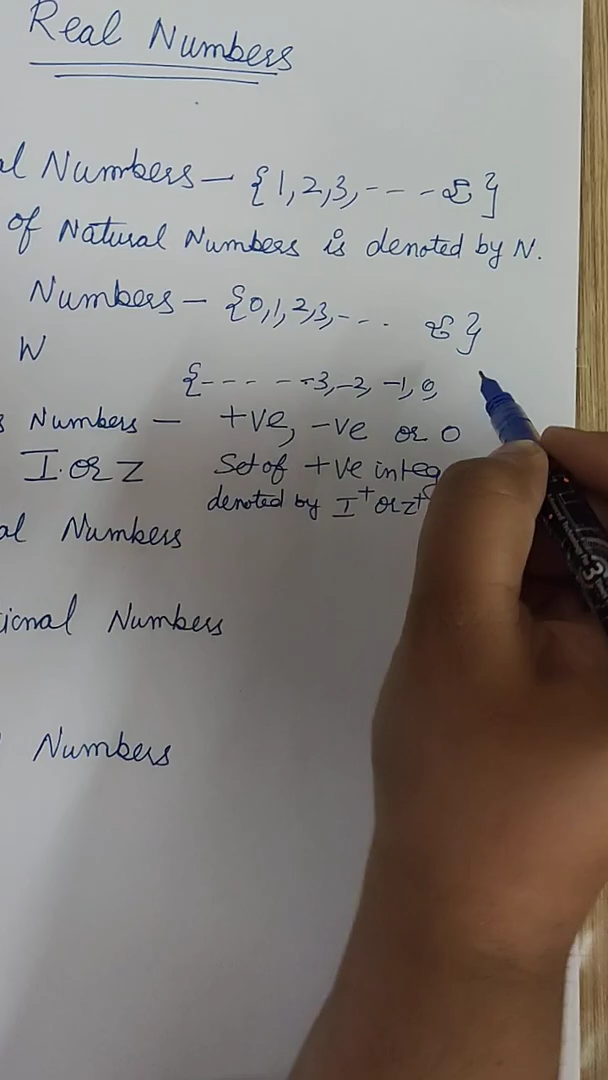 Real Numbers
al Numbers – {1,2,3,---- }
of Natural Numbers is denoted by N.
Numbers – {0,1,2,3,--- }
W
{---- --3,-2, -1, 0,
s Numbers – +ve, -ve or 0
I or Z Set of +ve integ
denoted by I⁺ or Z⁺
al Numbers
ional Numbers
Numbers